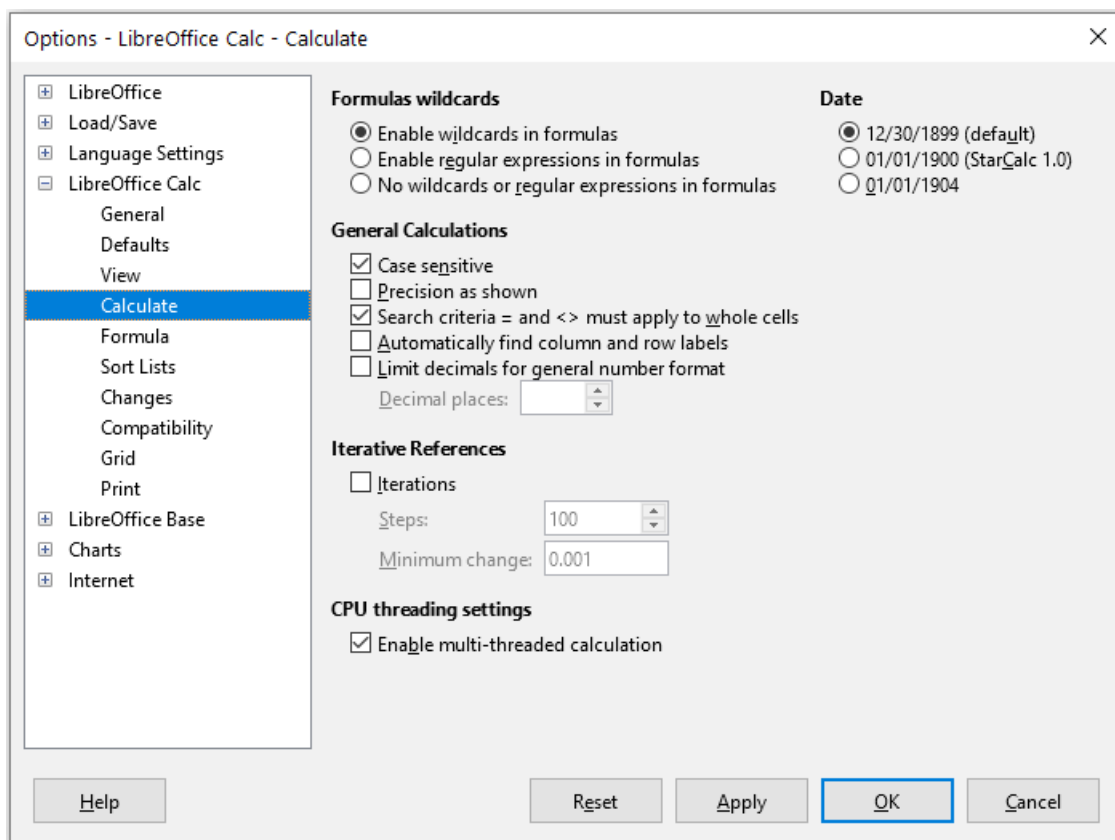 Options - LibreOffice Calc - Calculate
LibreOffice
Load/Save
Language Settings
LibreOffice Calc
General
Defaults
View
Calculate
Formula
Sort Lists
Changes
Compatibility
Grid
Print
LibreOffice Base
Charts
Internet
Formulas wildcards
Enable wildcards in formulas
Enable regular expressions in formulas
No wildcards or regular expressions in formulas
Date
12/30/1899 (default)
01/01/1900 (StarCalc 1.0)
01/01/1904
General Calculations
Case sensitive
Precision as shown
Search criteria = and <> must apply to whole cells
Automatically find column and row labels
Limit decimals for general number format
Decimal places:
Iterative References
Iterations
Steps: 100
Minimum change: 0.001
CPU threading settings
Enable multi-threaded calculation
Help Reset Apply OK Cancel